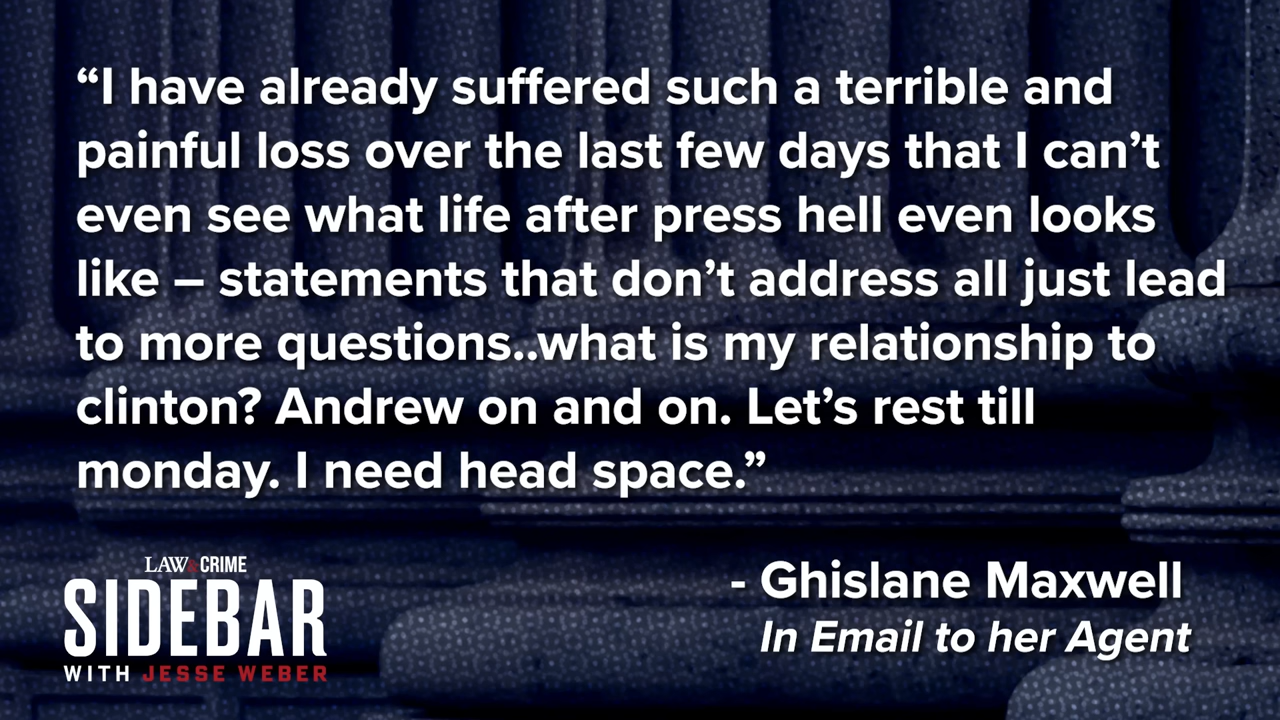 “I have already suffered such a terrible and
painful loss over the last few days that I can’t
even see what life after press hell even looks
like – statements that don’t address all just lead
to more questions..what is my relationship to
clinton? Andrew on and on. Let’s rest till
monday. I need head space.”
- Ghislane Maxwell
In Email to her Agent
LAW&CRIME
SIDEBAR
WITH JESSE WEBER